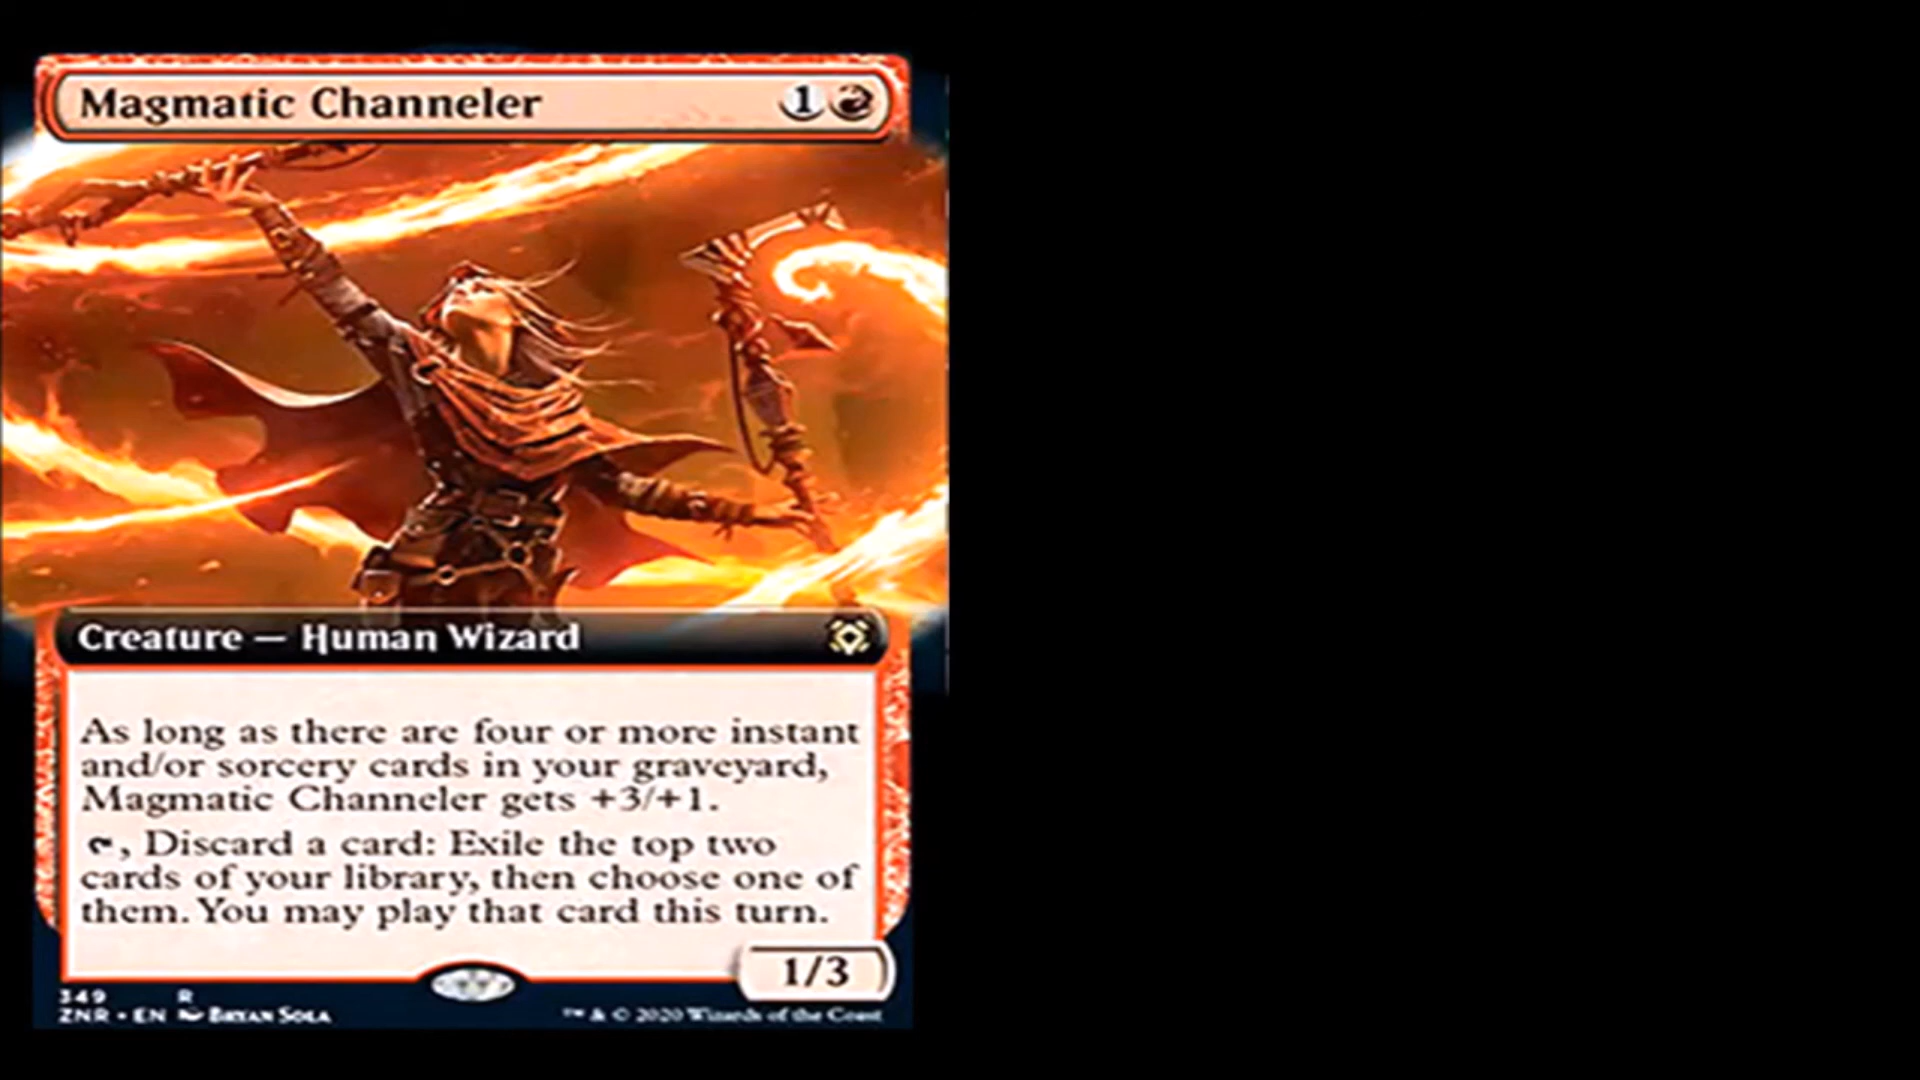 Magmatic Channeler 1
Creature — Human Wizard
As long as there are four or more instant
and/or sorcery cards in your graveyard,
Magmatic Channeler gets +3/+1.
, Discard a card: Exile the top two
cards of your library, then choose one of
them. You may play that card this turn.
1/3
349 R
ZNR • EN Bryan Sola
™ & © 2020 Wizards of the Coast